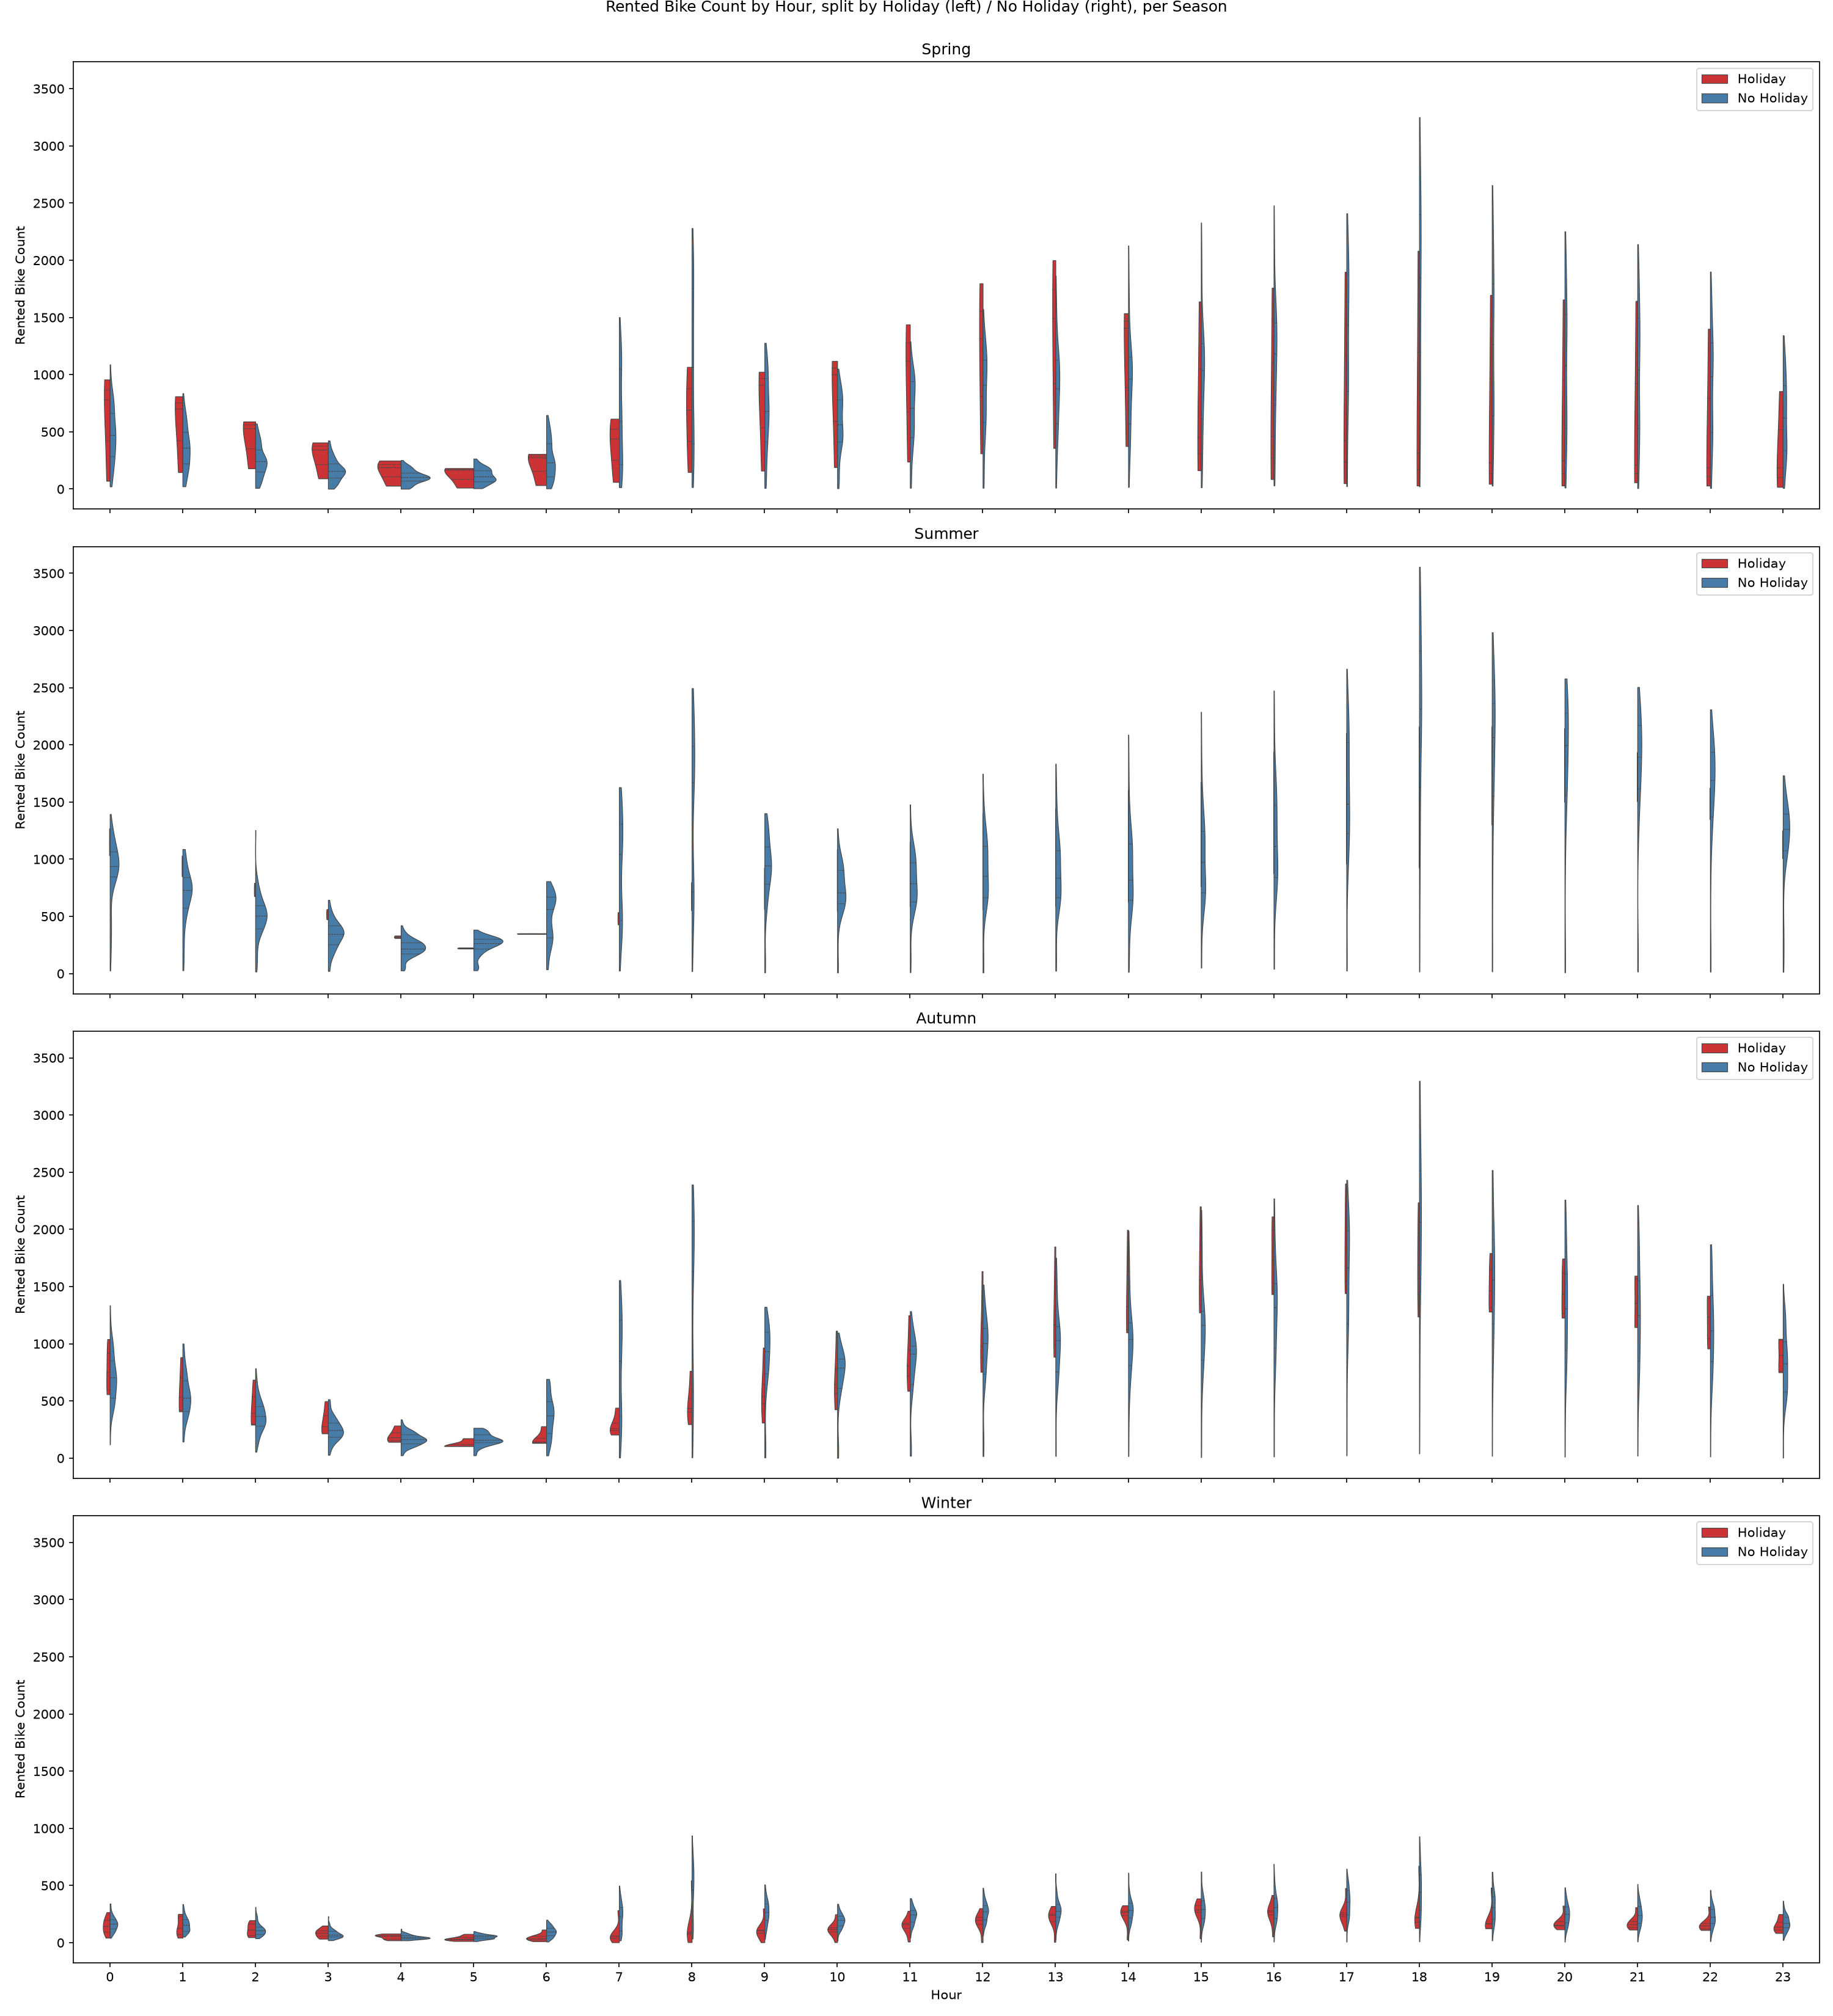 Rented Bike Count by Hour, split by Holiday (left) / No Holiday (right), per Season
Spring
Rented Bike Count
3500
3000
2500
2000
1500
1000
500
0
Holiday
No Holiday
Summer
Rented Bike Count
3500
3000
2500
2000
1500
1000
500
0
Holiday
No Holiday
Autumn
Rented Bike Count
3500
3000
2500
2000
1500
1000
500
0
Holiday
No Holiday
Winter
Rented Bike Count
3500
3000
2500
2000
1500
1000
500
0
Holiday
No Holiday
0 1 2 3 4 5 6 7 8 9 10 11 12 13 14 15 16 17 18 19 20 21 22 23
Hour